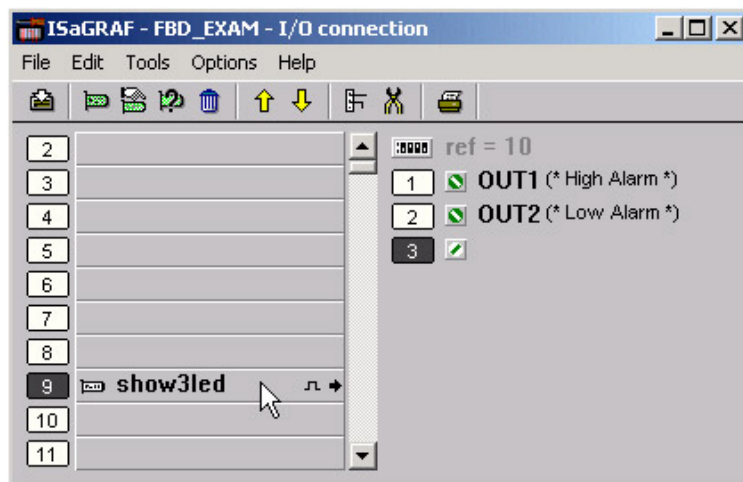 ISaGRAF - FBD_EXAM - I/O connection
File Edit Tools Options Help
2
3
4
5
6
7
8
9 show3led
10
11
ref = 10
1 OUT1 (* High Alarm *)
2 OUT2 (* Low Alarm *)
3